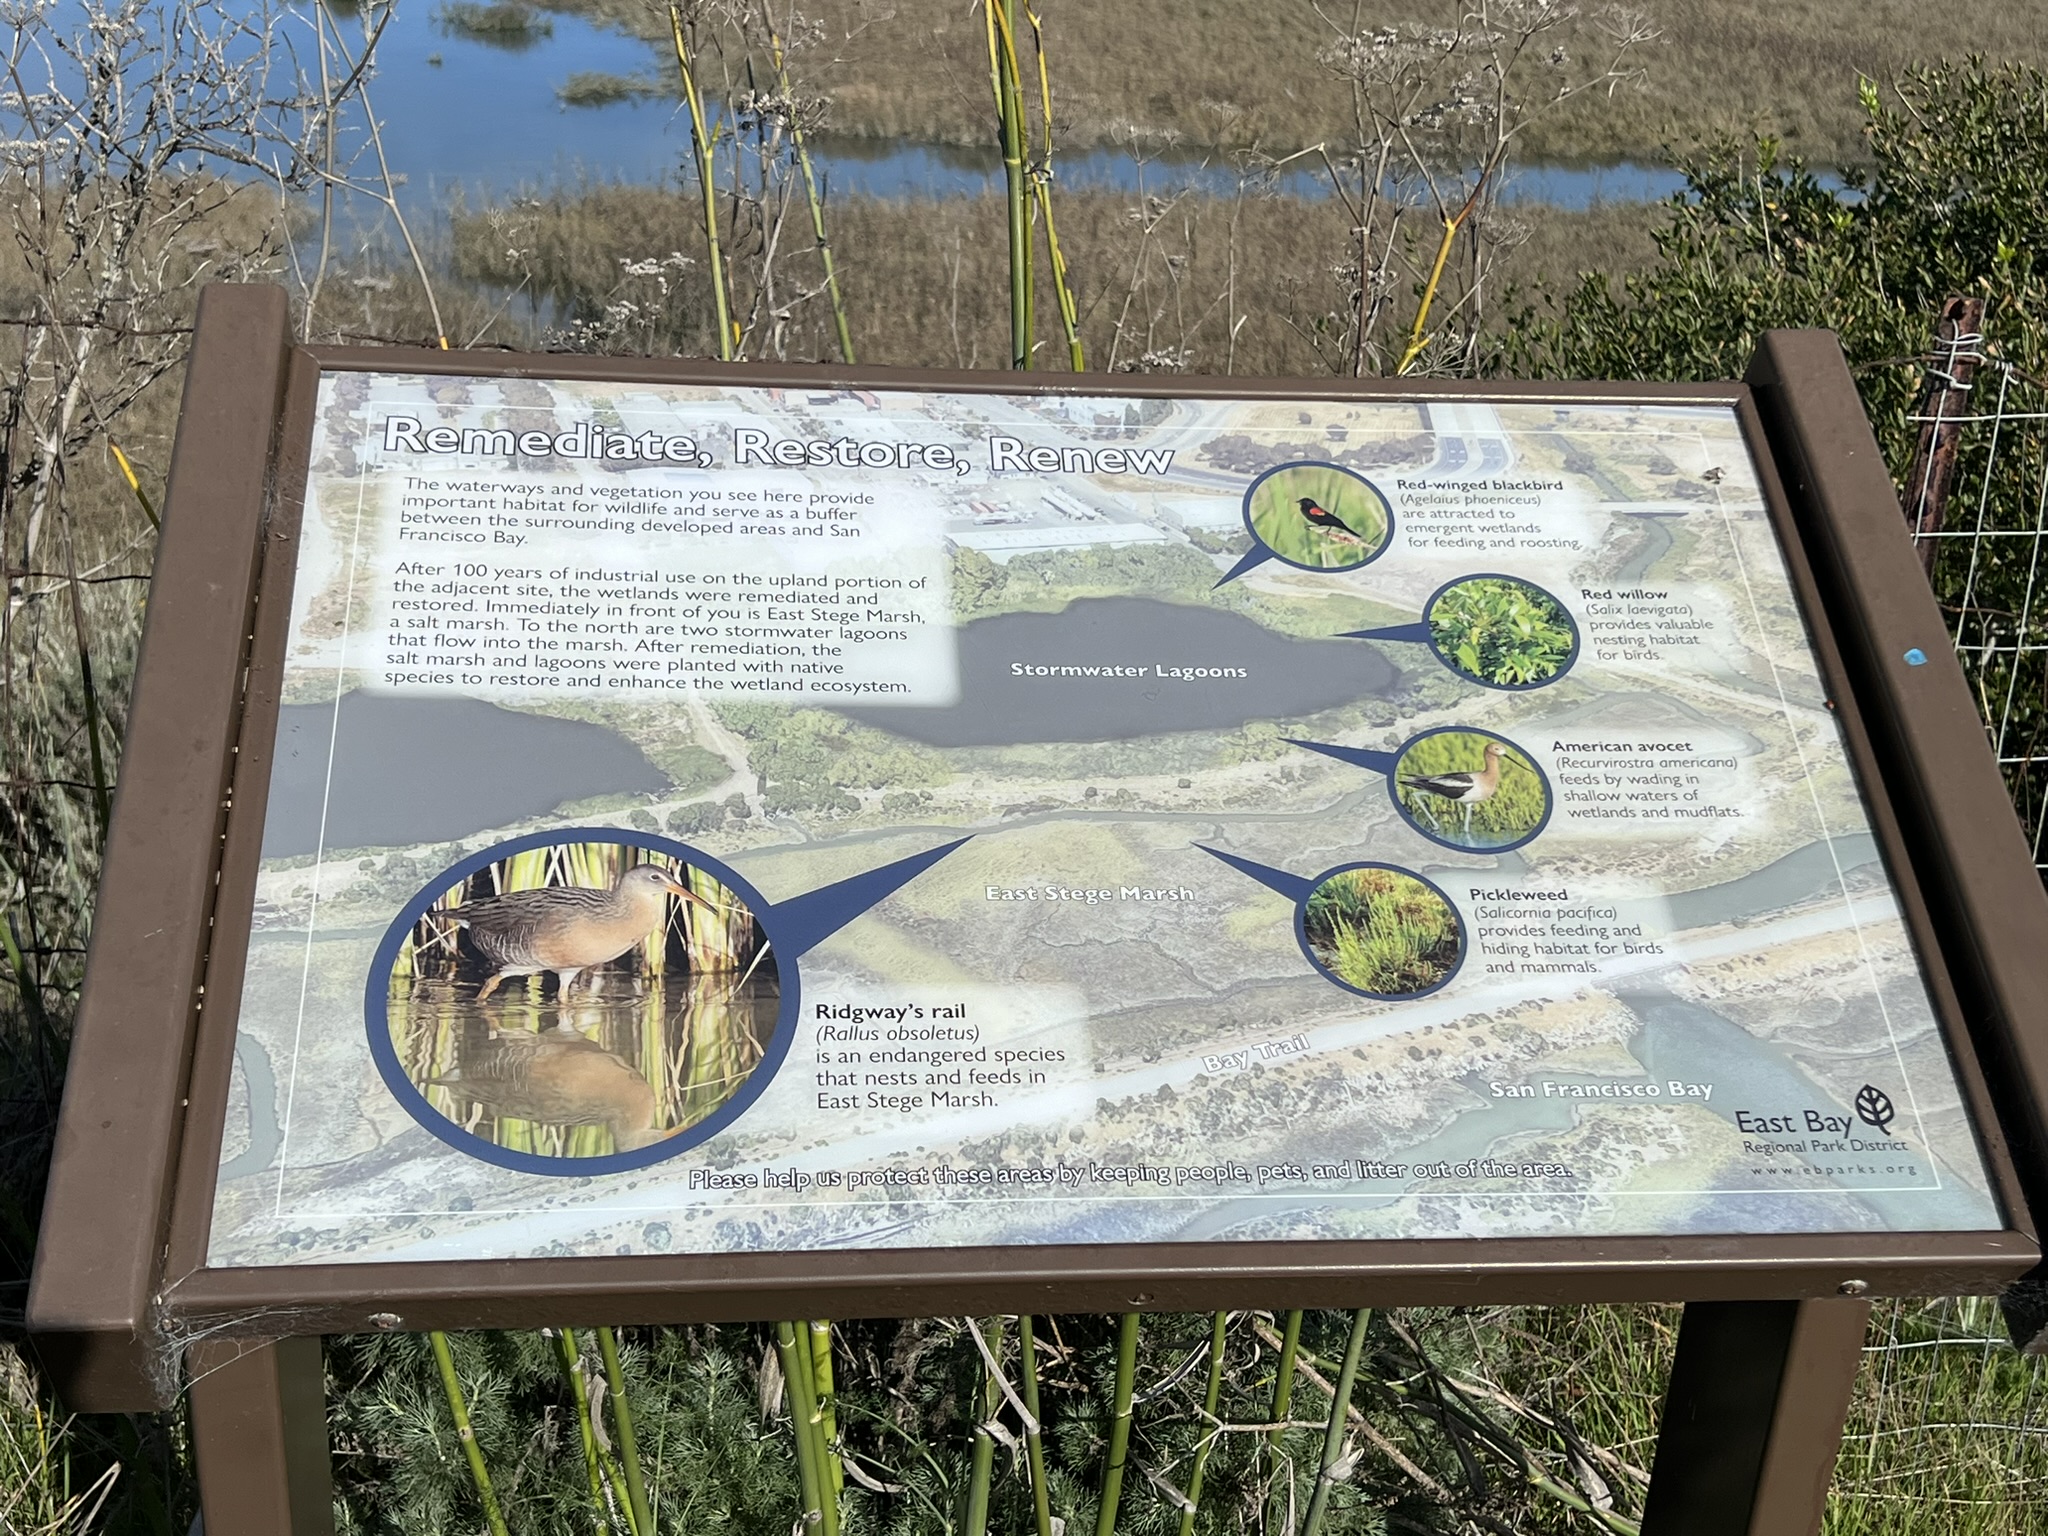 Remediate, Restore, Renew
The waterways and vegetation you see here provide
important habitat for wildlife and serve as a buffer
between the surrounding developed areas and San
Francisco Bay.
After 100 years of industrial use on the upland portion of
the adjacent site, the wetlands were remediated and
restored. Immediately in front of you is East Stege Marsh,
a salt marsh. To the north are two stormwater lagoons
that flow into the marsh. After remediation, the
salt marsh and lagoons were planted with native
species to restore and enhance the wetland ecosystem.
Red-winged blackbird
(Agelaius phoeniceus)
are attracted to
emergent wetlands
for feeding and roosting.
Red willow
(Salix laevigata)
provides valuable
nesting habitat
for birds.
Stormwater Lagoons
American avocet
(Recurvirostra americana)
feeds by wading in
shallow waters of
wetlands and mudflats.
East Stege Marsh
Pickleweed
(Salicornia pacifica)
provides feeding and
hiding habitat for birds
and mammals.
Ridgway's rail
(Rallus obsoletus)
is an endangered species
that nests and feeds in
East Stege Marsh.
Bay Trail
San Francisco Bay
East Bay
Regional Park District
www.ebparks.org
Please help us protect these areas by keeping people, pets, and litter out of the area.